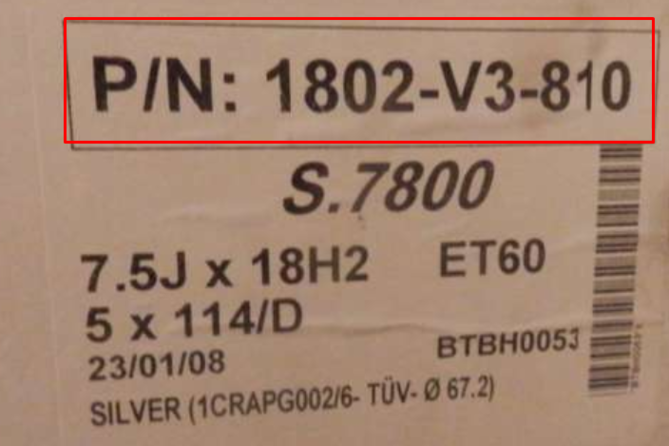 P/N: 1802-V3-810
S.7800
7.5J x 18H2 ET60
5 x 114/D
23/01/08 BTBH0053
SILVER (1CRAPG002/6- TÜV- Ø 67.2)